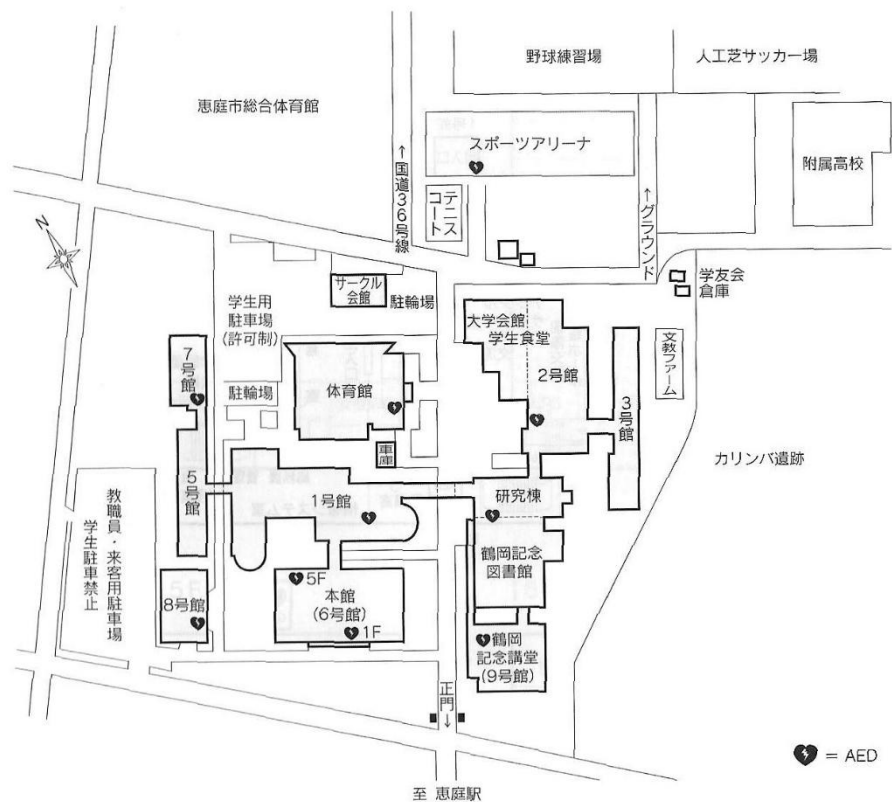 野球練習場
人工芝サッカー場
恵庭市総合体育館
スポーツアリーナ
附属高校
↑国道36号線
テニス
コート
↑グラウンド
N
学友会
倉庫
サークル
会館
駐輪場
学生用
駐車場
(許可制)
大学会館
学生食堂
2号館
文教ファーム
7号館
駐輪場
体育館
3号館
車庫
カリンバ遺跡
5号館
1号館
研究棟
教職員・来客用駐車場
学生駐車禁止
鶴岡記念
図書館
5F
本館
(6号館)
1F
8号館
鶴岡
記念講堂
(9号館)
正門→
= AED
至 恵庭駅